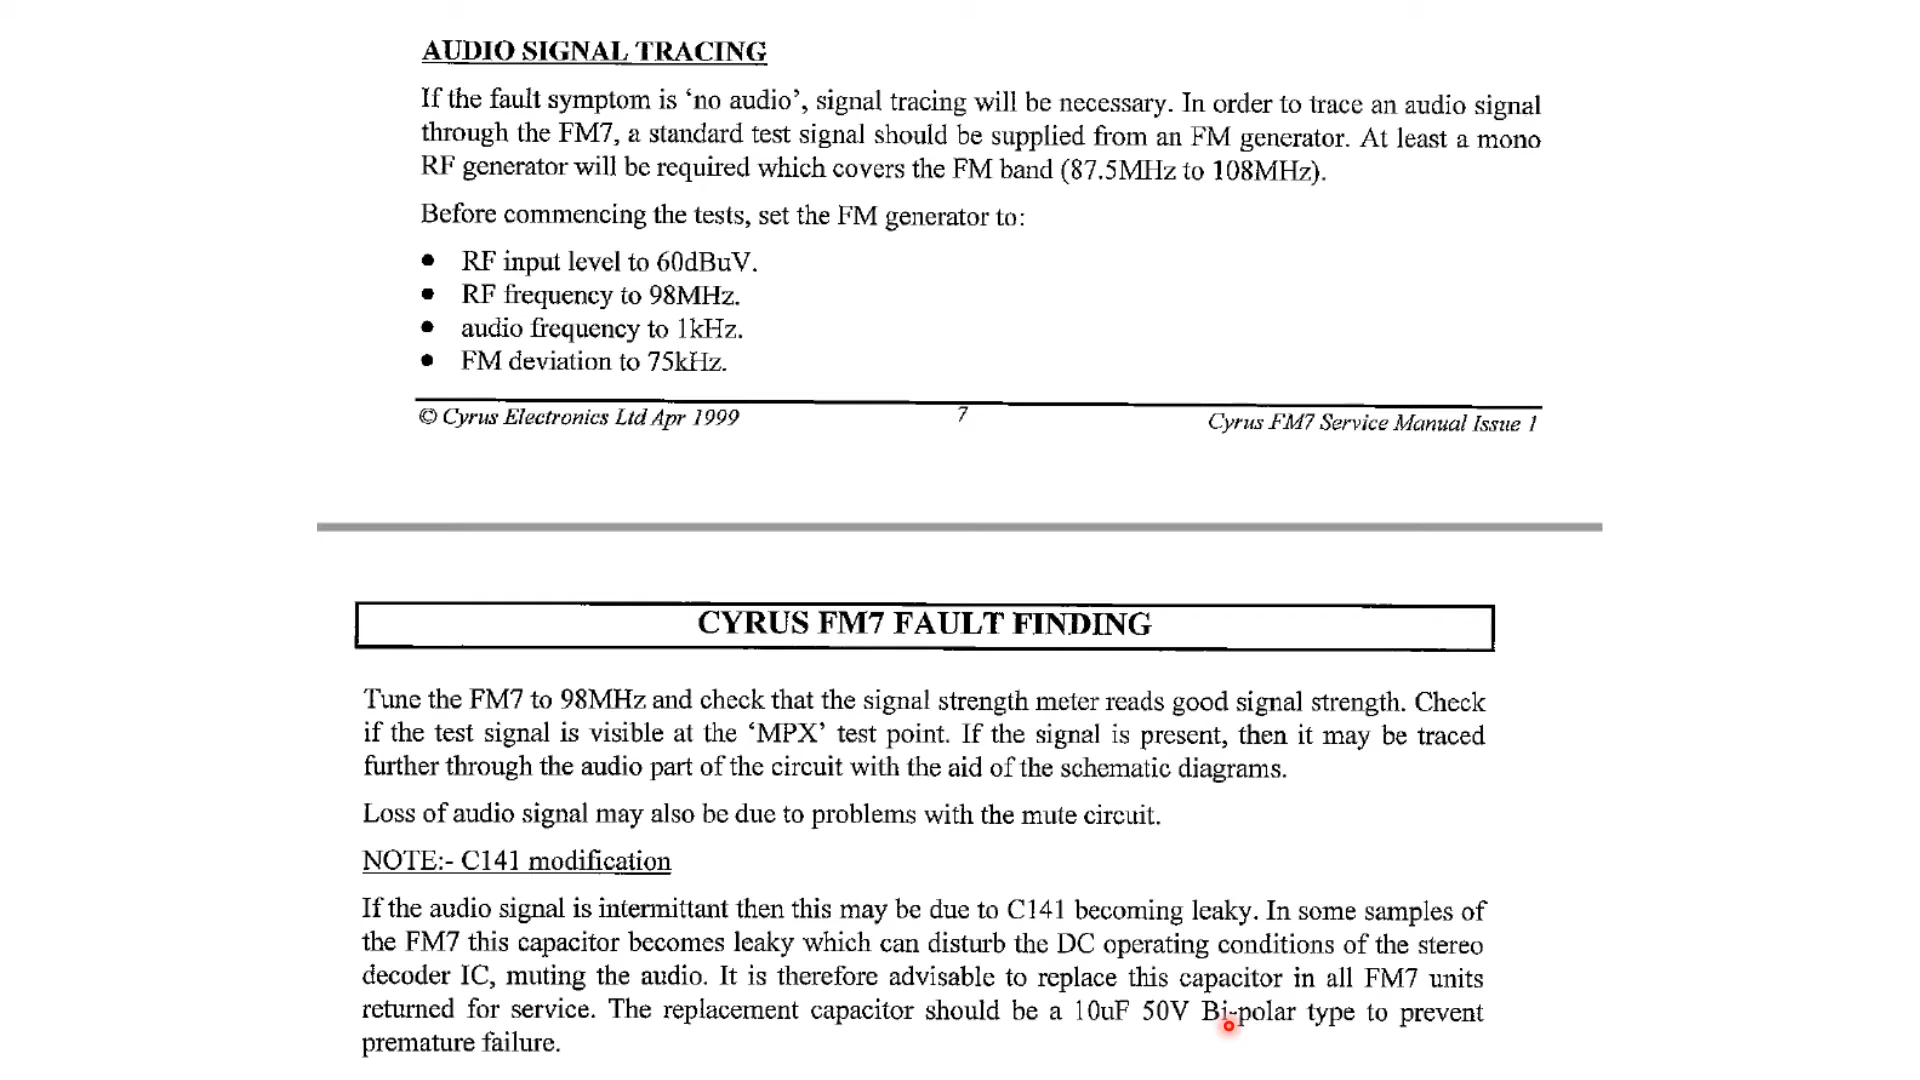 AUDIO SIGNAL TRACING
If the fault symptom is ‘no audio’, signal tracing will be necessary. In order to trace an audio signal
through the FM7, a standard test signal should be supplied from an FM generator. At least a mono
RF generator will be required which covers the FM band (87.5MHz to 108MHz).
Before commencing the tests, set the FM generator to:
• RF input level to 60dBuV.
• RF frequency to 98MHz.
• audio frequency to 1kHz.
• FM deviation to 75kHz.
© Cyrus Electronics Ltd Apr 1999 7 Cyrus FM7 Service Manual Issue 1
CYRUS FM7 FAULT FINDING
Tune the FM7 to 98MHz and check that the signal strength meter reads good signal strength. Check
if the test signal is visible at the ‘MPX’ test point. If the signal is present, then it may be traced
further through the audio part of the circuit with the aid of the schematic diagrams.
Loss of audio signal may also be due to problems with the mute circuit.
NOTE:- C141 modification
If the audio signal is intermittant then this may be due to C141 becoming leaky. In some samples of
the FM7 this capacitor becomes leaky which can disturb the DC operating conditions of the stereo
decoder IC, muting the audio. It is therefore advisable to replace this capacitor in all FM7 units
returned for service. The replacement capacitor should be a 10uF 50V Bi-polar type to prevent
premature failure.